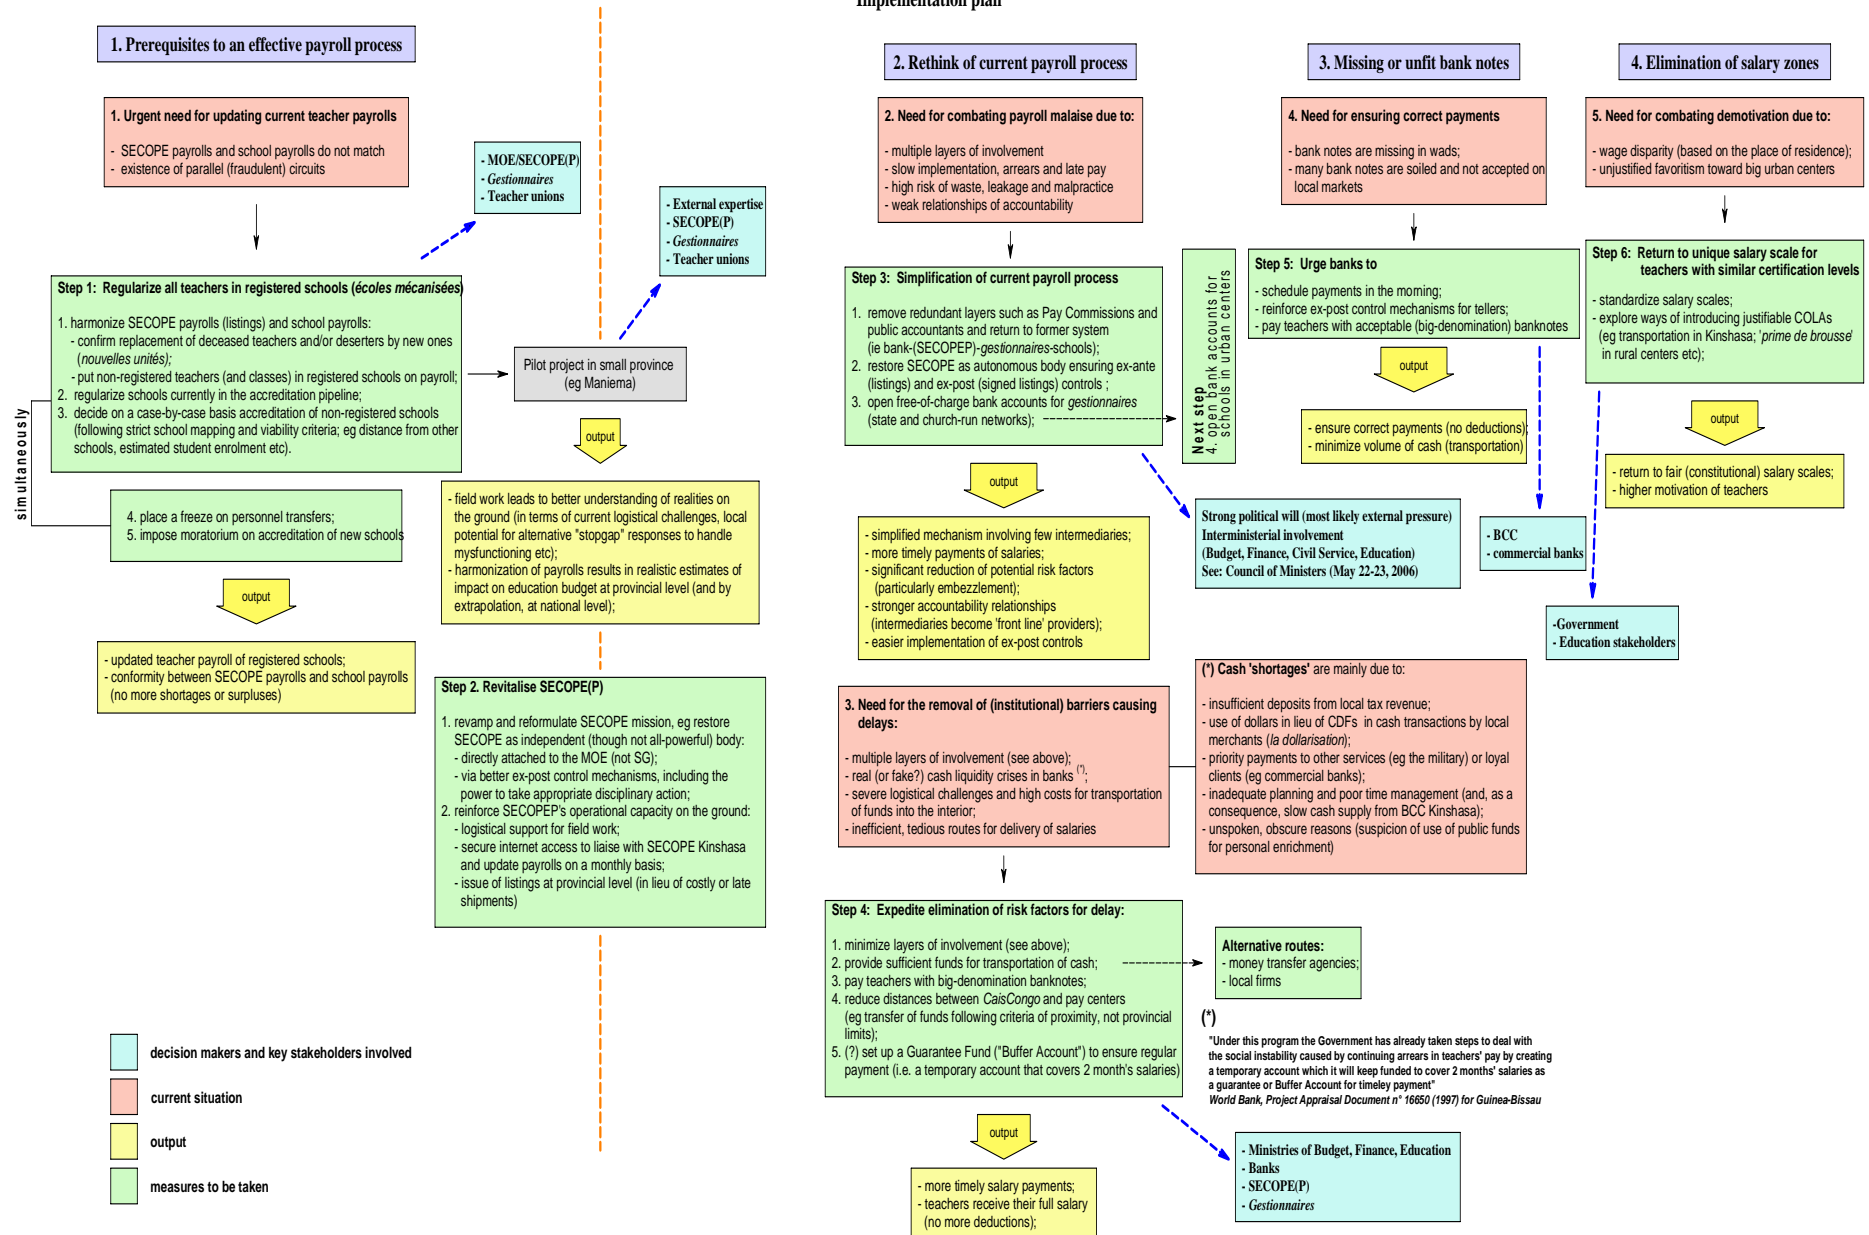 Implementation plan
1. Prerequisites to an effective payroll process
1. Urgent need for updating current teacher payrolls
- SECOPE payrolls and school payrolls do not match
- existence of parallel (fraudulent) circuits
- MOE/SECOPE(P)
- Gestionnaires
- Teacher unions
- External expertise
- SECOPE(P)
- Gestionnaires
- Teacher unions
Step 1: Regularize all teachers in registered schools (écoles mécanisées)
1. harmonize SECOPE payrolls (listings) and school payrolls:
- confirm replacement of deceased teachers and/or deserters by new ones
(nouvelles unités);
- put non-registered teachers (and classes) in registered schools on payroll;
2. regularize schools currently in the accreditation pipeline;
3. decide on a case-by-case basis accreditation of non-registered schools
(following strict school mapping and viability criteria; eg distance from other
schools, estimated student enrolment etc).
simultaneously
4. place a freeze on personnel transfers;
5. impose moratorium on accreditation of new schools
output
- updated teacher payroll of registered schools;
- conformity between SECOPE payrolls and school payrolls
(no more shortages or surpluses)
Pilot project in small province
(eg Maniema)
output
- field work leads to better understanding of realities on
the ground (in terms of current logistical challenges, local
potential for alternative "stopgap" responses to handle
mysfunctioning etc);
- harmonization of payrolls results in realistic estimates of
impact on education budget at provincial level (and by
extrapolation, at national level);
Step 2. Revitalise SECOPE(P)
1. revamp and reformulate SECOPE mission, eg restore
SECOPE as independent (though not all-powerful) body:
- directly attached to the MOE (not SG);
- via better ex-post control mechanisms, including the
power to take appropriate disciplinary action;
2. reinforce SECOPEP's operational capacity on the ground:
- logistical support for field work;
- secure internet access to liaise with SECOPE Kinshasa
and update payrolls on a monthly basis;
- issue of listings at provincial level (in lieu of costly or late
shipments)
decision makers and key stakeholders involved
current situation
output
measures to be taken
2. Rethink of current payroll process
2. Need for combating payroll malaise due to:
- multiple layers of involvement
- slow implementation, arrears and late pay
- high risk of waste, leakage and malpractice
- weak relationships of accountability
Step 3: Simplification of current payroll process
1. remove redundant layers such as Pay Commissions and
public accountants and return to former system
(ie bank-(SECOPEP)-gestionnaires-schools);
2. restore SECOPE as autonomous body ensuring ex-ante
(listings) and ex-post (signed listings) controls ;
3. open free-of-charge bank accounts for gestionnaires
(state and church-run networks);
Next step
4. open bank accounts for
schools in urban centers
output
- simplified mechanism involving few intermediaries;
- more timely payments of salaries;
- significant reduction of potential risk factors
(particularly embezzlement);
- stronger accountability relationships
(intermediaries become 'front line' providers);
- easier implementation of ex-post controls
Strong political will (most likely external pressure)
Interministerial involvement
(Budget, Finance, Civil Service, Education)
See: Council of Ministers (May 22-23, 2006)
3. Need for the removal of (institutional) barriers causing
delays:
- multiple layers of involvement (see above);
- real (or fake?) cash liquidity crises in banks (*);
- severe logistical challenges and high costs for transportation
of funds into the interior;
- inefficient, tedious routes for delivery of salaries
(*) Cash 'shortages' are mainly due to:
- insufficient deposits from local tax revenue;
- use of dollars in lieu of CDFs in cash transactions by local
merchants (la dollarisation);
- priority payments to other services (eg the military) or loyal
clients (eg commercial banks);
- inadequate planning and poor time management (and, as a
consequence, slow cash supply from BCC Kinshasa);
- unspoken, obscure reasons (suspicion of use of public funds
for personal enrichment)
Step 4: Expedite elimination of risk factors for delay:
1. minimize layers of involvement (see above);
2. provide sufficient funds for transportation of cash;
3. pay teachers with big-denomination banknotes;
4. reduce distances between CaisCongo and pay centers
(eg transfer of funds following criteria of proximity, not provincial
limits);
5. (?) set up a Guarantee Fund ("Buffer Account") to ensure regular
payment (i.e. a temporary account that covers 2 month's salaries)
Alternative routes:
- money transfer agencies;
- local firms
(*)
"Under this program the Government has already taken steps to deal with
the social instability caused by continuing arrears in teachers' pay by creating
a temporary account which it will keep funded to cover 2 months' salaries as
a guarantee or Buffer Account for timeley payment"
World Bank, Project Appraisal Document n° 16650 (1997) for Guinea-Bissau
output
- more timely salary payments;
- teachers receive their full salary
(no more deductions);
- Ministries of Budget, Finance, Education
- Banks
- SECOPE(P)
- Gestionnaires
3. Missing or unfit bank notes
4. Need for ensuring correct payments
- bank notes are missing in wads;
- many bank notes are soiled and not accepted on
local markets
Step 5: Urge banks to
- schedule payments in the morning;
- reinforce ex-post control mechanisms for tellers;
- pay teachers with acceptable (big-denomination) banknotes
output
- ensure correct payments (no deductions);
- minimize volume of cash (transportation)
- BCC
- commercial banks
4. Elimination of salary zones
5. Need for combating demotivation due to:
- wage disparity (based on the place of residence);
- unjustified favoritism toward big urban centers
Step 6: Return to unique salary scale for
teachers with similar certification levels
- standardize salary scales;
- explore ways of introducing justifiable COLAs
(eg transportation in Kinshasa; 'prime de brousse'
in rural centers etc);
output
- return to fair (constitutional) salary scales;
- higher motivation of teachers
-Government
- Education stakeholders